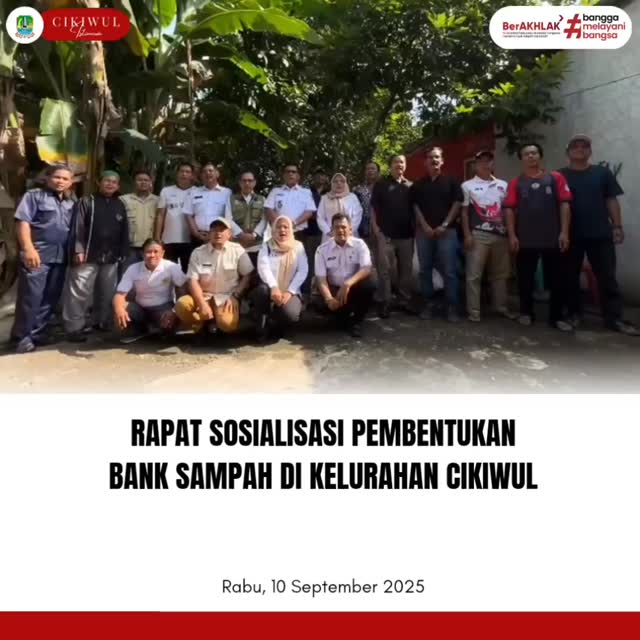 CIKIWUL
BerAKHLAK
#bangga
melayani
bangsa
RAPAT SOSIALISASI PEMBENTUKAN
BANK SAMPAH DI KELURAHAN CIKIWUL
Rabu, 10 September 2025